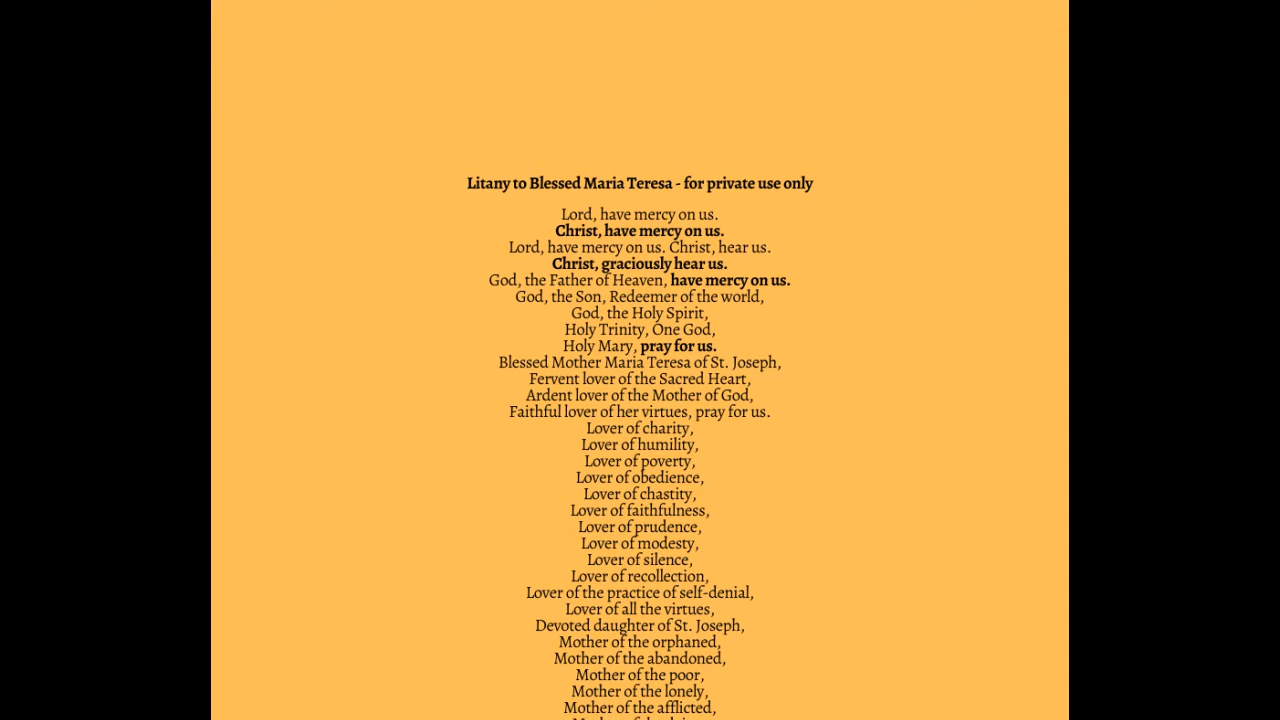 Litany to Blessed Maria Teresa - for private use only
Lord, have mercy on us.
Christ, have mercy on us.
Lord, have mercy on us. Christ, hear us.
Christ, graciously hear us.
God, the Father of Heaven, have mercy on us.
God, the Son, Redeemer of the world,
God, the Holy Spirit,
Holy Trinity, One God,
Holy Mary, pray for us.
Blessed Mother Maria Teresa of St. Joseph,
Fervent lover of the Sacred Heart,
Ardent lover of the Mother of God,
Faithful lover of her virtues, pray for us.
Lover of charity,
Lover of humility,
Lover of poverty,
Lover of obedience,
Lover of chastity,
Lover of faithfulness,
Lover of prudence,
Lover of modesty,
Lover of silence,
Lover of recollection,
Lover of the practice of self-denial,
Lover of all the virtues,
Devoted daughter of St. Joseph,
Mother of the orphaned,
Mother of the abandoned,
Mother of the poor,
Mother of the lonely,
Mother of the afflicted,